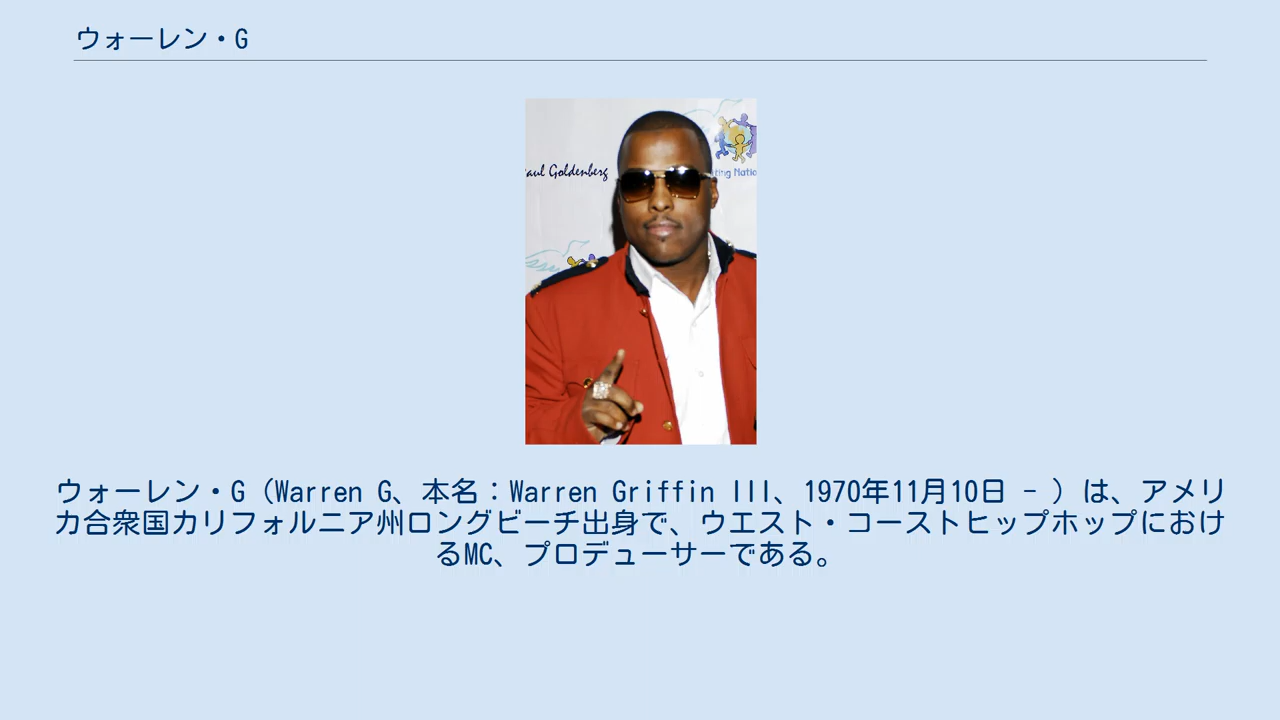 ウォーレン・G
aul Goldenberg
ting Natio
ウォーレン・G（Warren G、本名：Warren Griffin III、1970年11月10日 - ）は、アメリ
カ合衆国カリフォルニア州ロングビーチ出身で、ウエスト・コーストヒップホップにおけ
るMC、プロデューサーである。